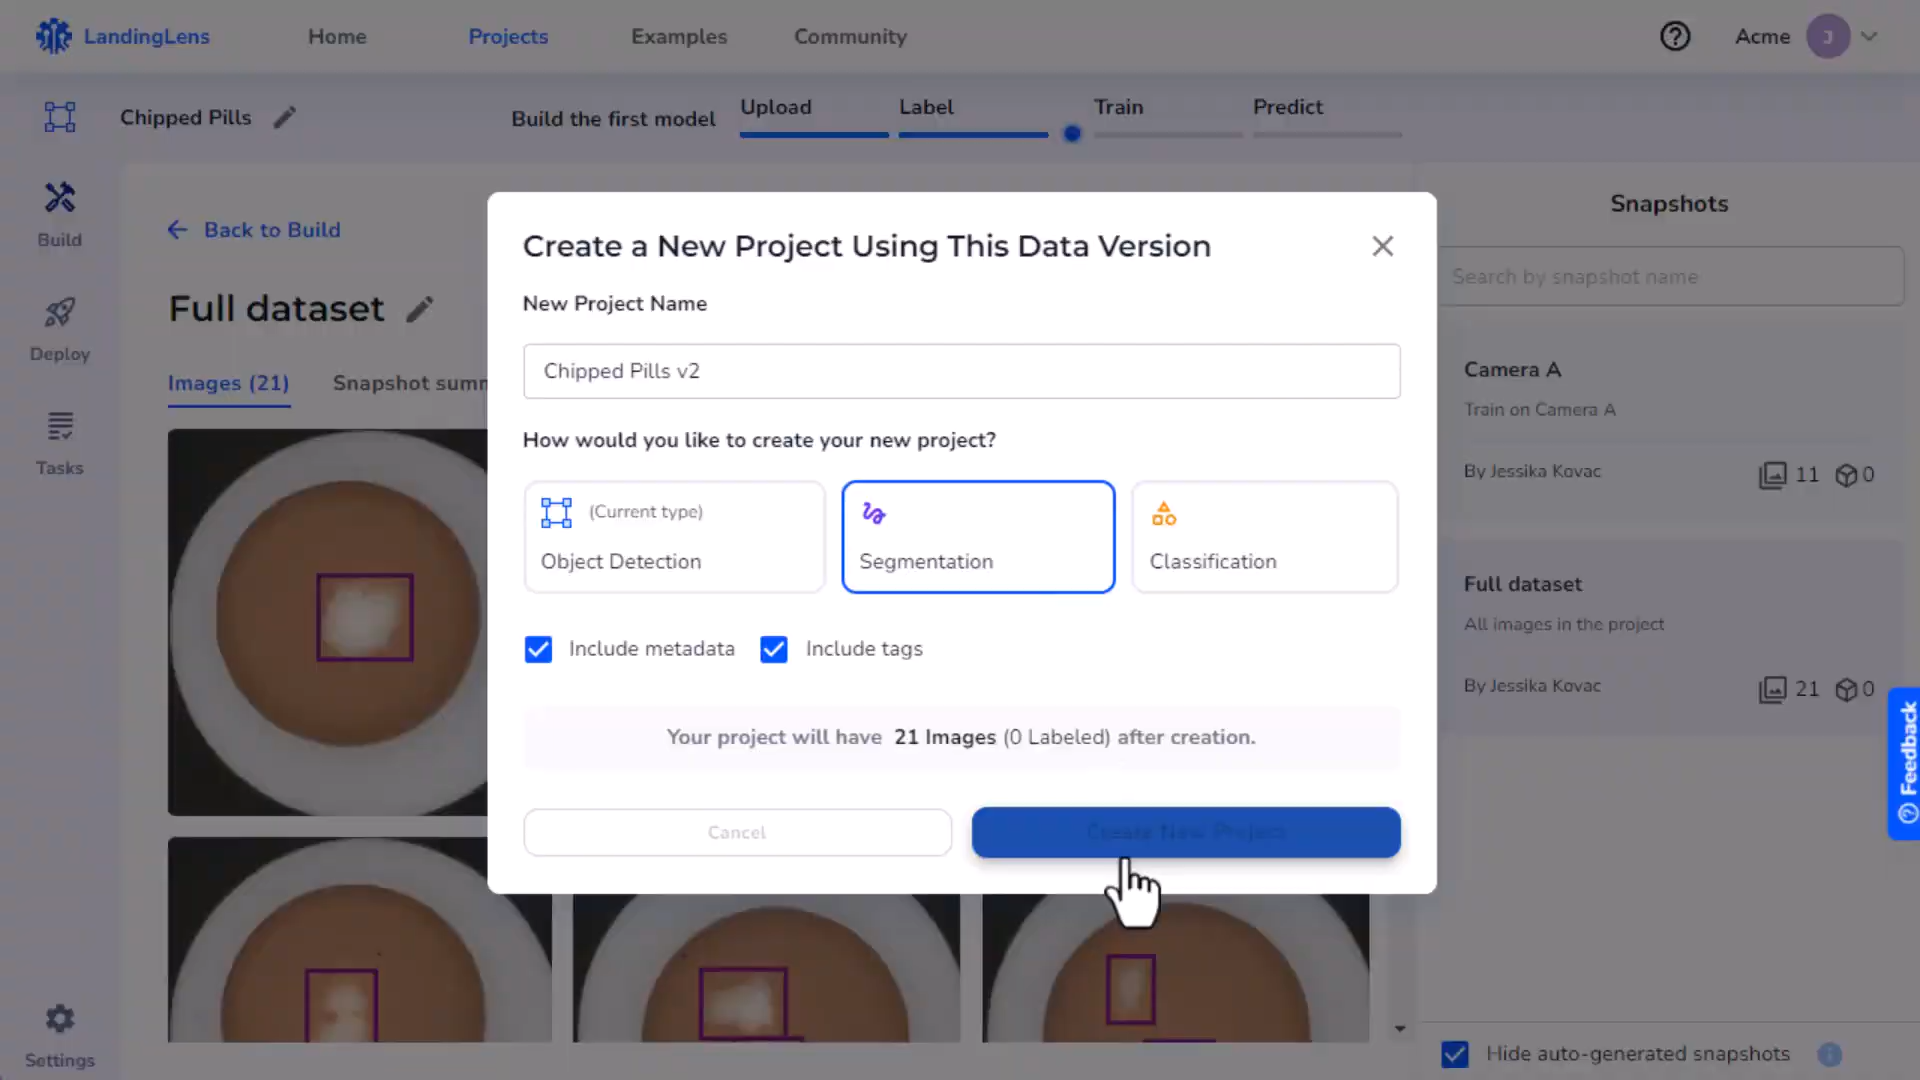 LandingLens
Home
Projects
Examples
Community
Acme
J
Chipped Pills
Build the first model
Upload
Label
Train
Predict
Build
Deploy
Tasks
Settings
Back to Build
Full dataset
Images (21)
Snapshot summ
Create a New Project Using This Data Version
New Project Name
Chipped Pills v2
How would you like to create your new project?
(Current type)
Object Detection
Segmentation
Classification
Include metadata
Include tags
Your project will have 21 Images (0 Labeled) after creation.
Cancel
Create New Project
Snapshots
Search by snapshot name
Camera A
Train on Camera A
By Jessika Kovac
11
0
Full dataset
All images in the project
By Jessika Kovac
21
0
Feedback
Hide auto-generated snapshots